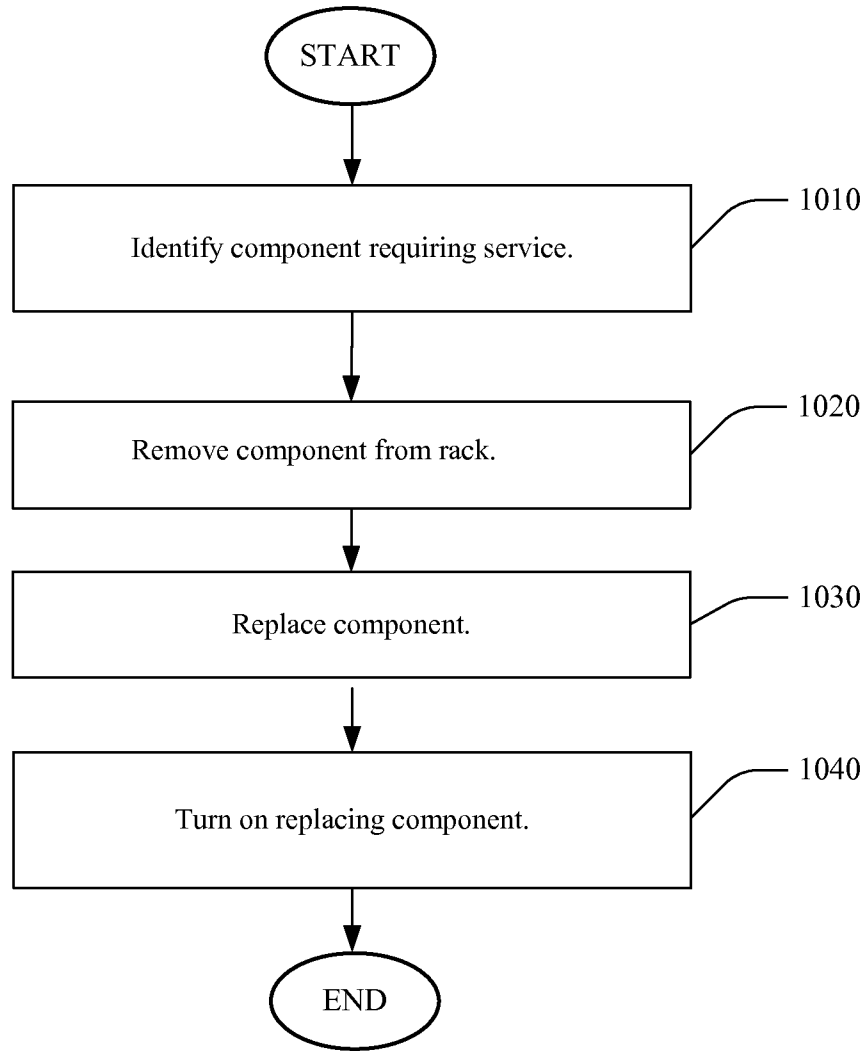 START
Identify component requiring service.
1010
Remove component from rack.
1020
Replace component.
1030
Turn on replacing component.
1040
END